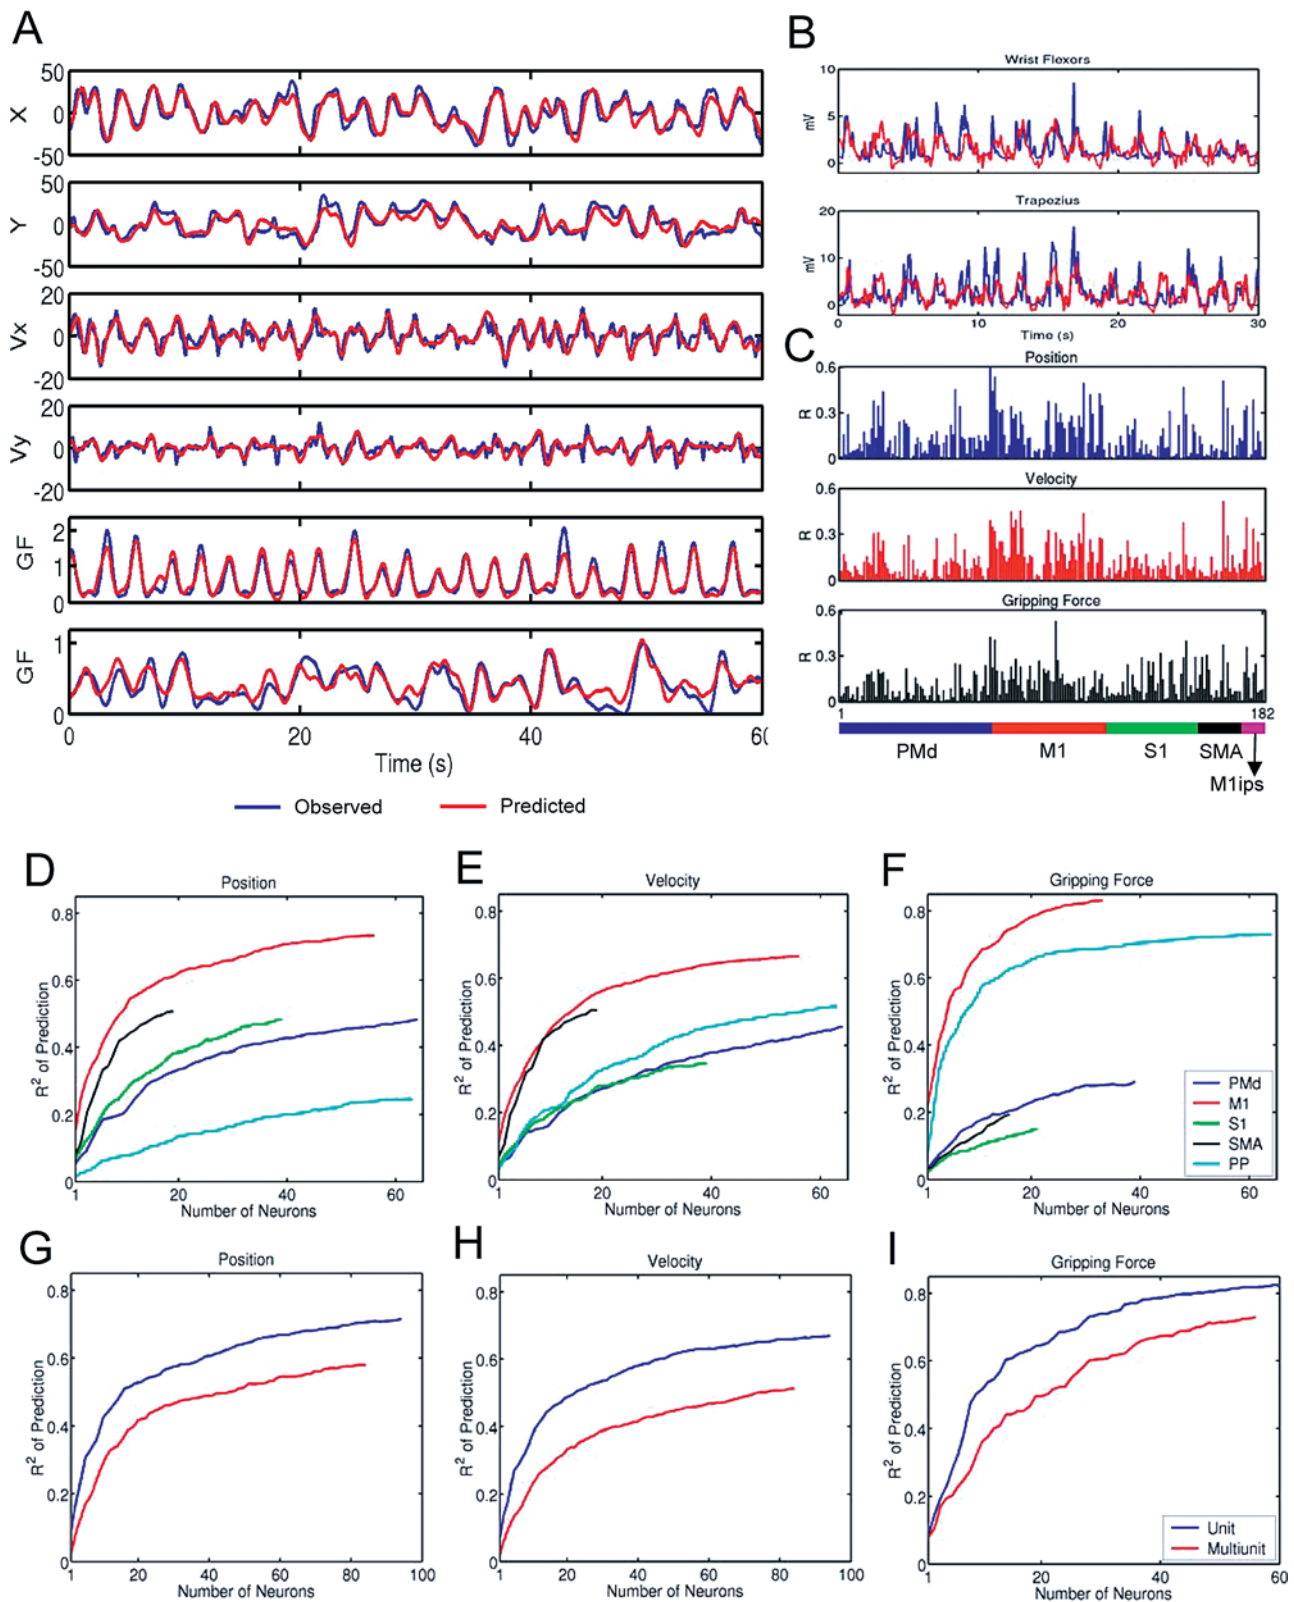 A
50
0
-50
X
50
0
-50
Y
20
0
-20
Vx
20
0
-20
Vy
2
1
0
GF
1
0
GF
0 20 40 60
Time (s)
Observed Predicted
B
Wrist Flexors
10
5
0
mV
Trapezius
20
10
0
mV
0 10 20 30
Time (s)
C
Position
0.6
0.3
0
R
Velocity
0.6
0.3
0
R
Gripping Force
0.6
0.3
0
R
1 182
PMd M1 S1 SMA
M1ips
D
Position
0.8
0.6
0.4
0.2
0
R2 of Prediction
1 20 40 60
Number of Neurons
E
Velocity
0.8
0.6
0.4
0.2
0
R2 of Prediction
1 20 40 60
Number of Neurons
F
Gripping Force
0.8
0.6
0.4
0.2
0
R2 of Prediction
PMd
M1
S1
SMA
PP
1 20 40 60
Number of Neurons
G
Position
0.8
0.6
0.4
0.2
0
R2 of Prediction
1 20 40 60 80 100
Number of Neurons
H
Velocity
0.8
0.6
0.4
0.2
0
R2 of Prediction
1 20 40 60 80 100
Number of Neurons
I
Gripping Force
0.8
0.6
0.4
0.2
0
R2 of Prediction
Unit
Multiunit
1 20 40 60
Number of Neurons